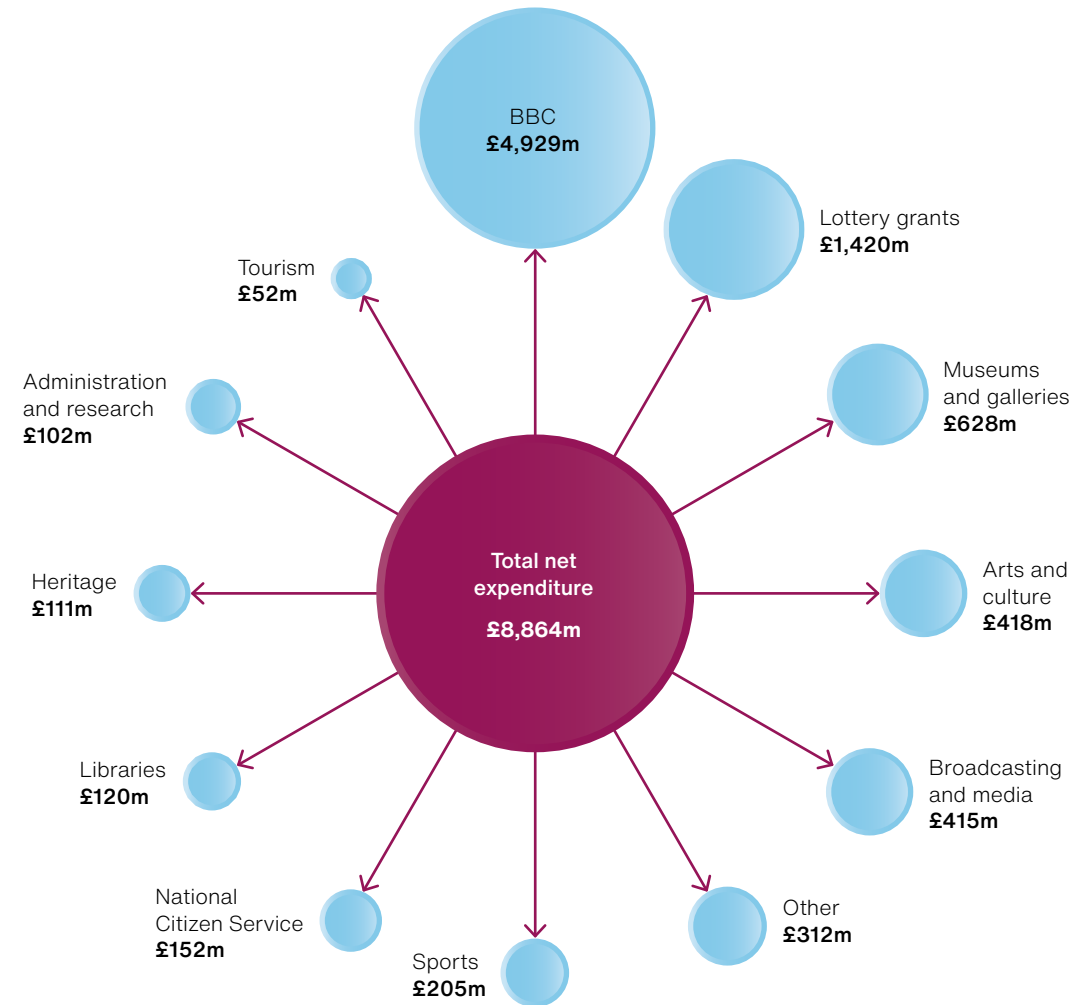 BBC
£4,929m
Lottery grants
£1,420m
Museums
and galleries
£628m
Arts and
culture
£418m
Broadcasting
and media
£415m
Other
£312m
Sports
£205m
National
Citizen Service
£152m
Libraries
£120m
Heritage
£111m
Administration
and research
£102m
Tourism
£52m
Total net
expenditure
£8,864m